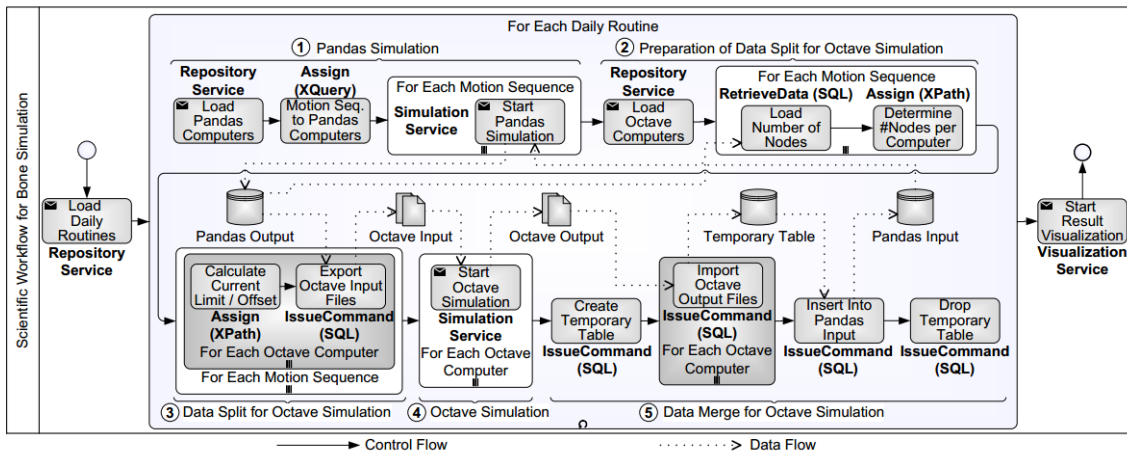 Scientific Workflow for Bone Simulation
For Each Daily Routine
1 Pandas Simulation
2 Preparation of Data Split for Octave Simulation
Repository
Service
Load
Pandas
Computers
Assign
(XQuery)
Motion Seq.
to Pandas
Computers
For Each Motion Sequence
Simulation
Service
Start
Pandas
Simulation
Repository
Service
Load
Octave
Computers
For Each Motion Sequence
RetrieveData (SQL)
Load
Number of
Nodes
Assign (XPath)
Determine
#Nodes per
Computer
Load
Daily
Routines
Repository
Service
Pandas Output
Octave Input
Octave Output
Temporary Table
Pandas Input
Start
Result
Visualization
Visualization
Service
Calculate
Current
Limit / Offset
Assign
(XPath)
Export
Octave Input
Files
IssueCommand
(SQL)
For Each Octave Computer
For Each Motion Sequence
Start
Octave
Simulation
Simulation
Service
For Each Octave
Computer
Create
Temporary
Table
IssueCommand
(SQL)
Import
Octave
Output Files
IssueCommand
(SQL)
For Each Octave
Computer
Insert Into
Pandas
Input
IssueCommand
(SQL)
Drop
Temporary
Table
IssueCommand
(SQL)
3 Data Split for Octave Simulation
4 Octave Simulation
5 Data Merge for Octave Simulation
Control Flow
Data Flow